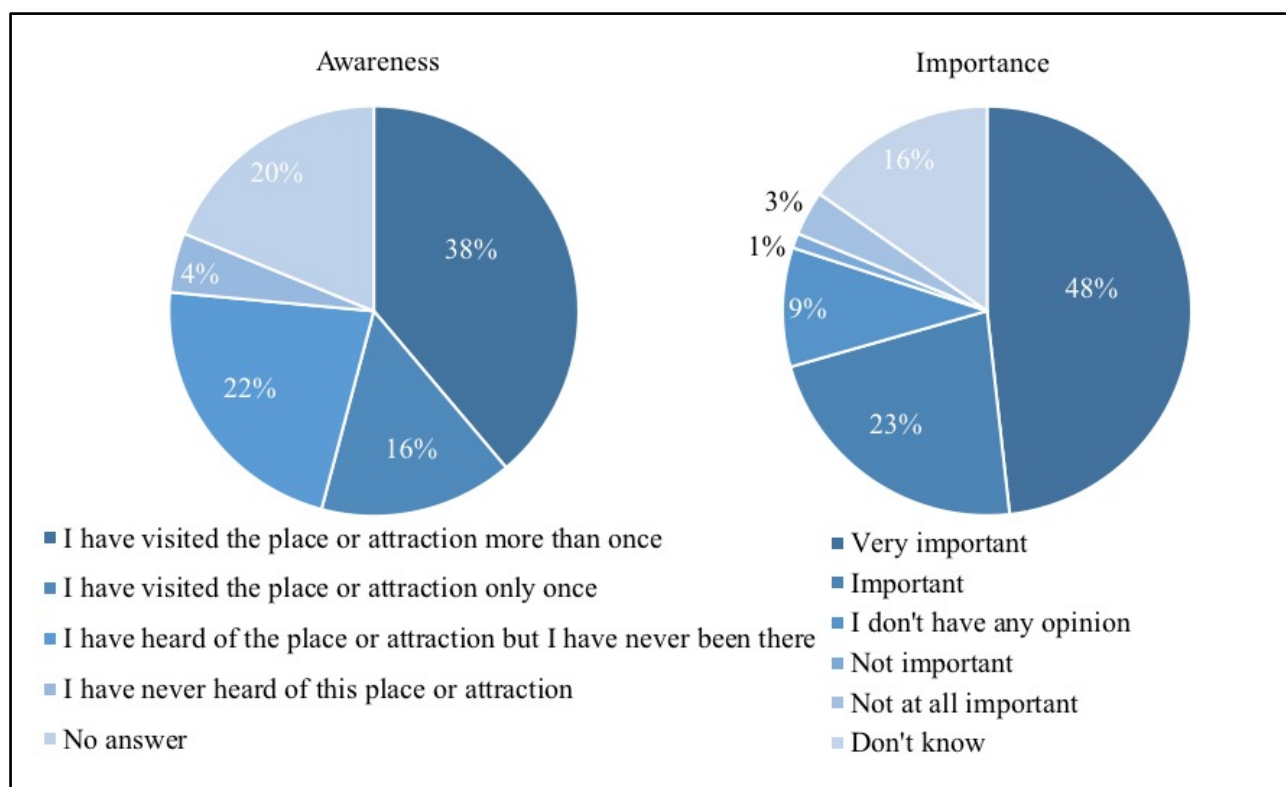 Awareness
38%
16%
22%
4%
20%
I have visited the place or attraction more than once
I have visited the place or attraction only once
I have heard of the place or attraction but I have never been there
I have never heard of this place or attraction
No answer
Importance
48%
23%
9%
1%
3%
16%
Very important
Important
I don't have any opinion
Not important
Not at all important
Don't know